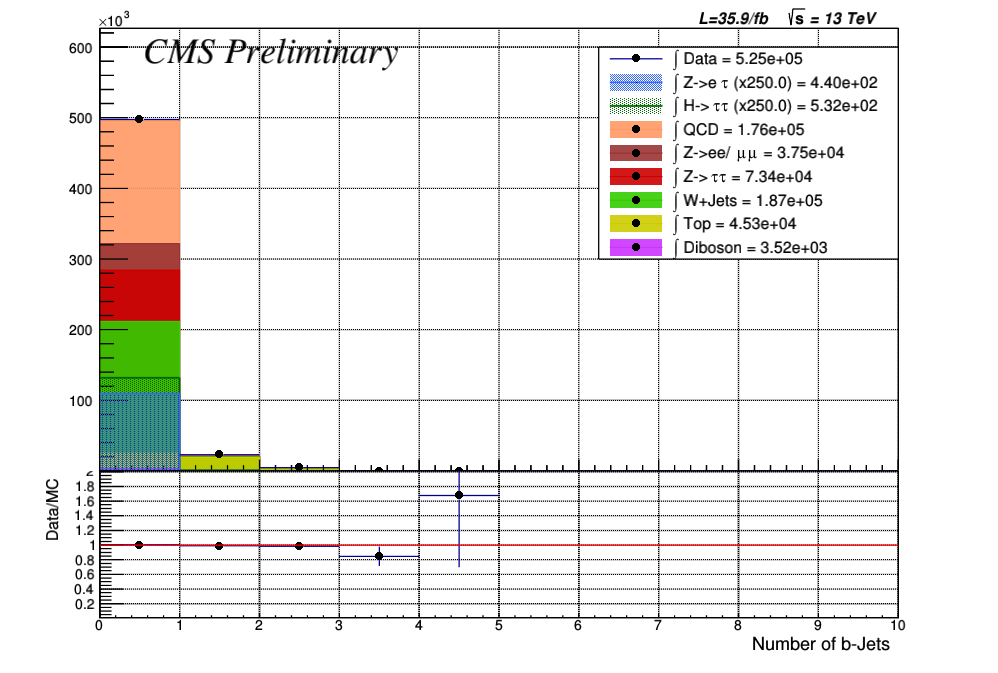 ×10³
L=35.9/fb √s = 13 TeV
CMS Preliminary
600
500
400
300
200
100
∫ Data = 5.25e+05
∫ Z->e τ (x250.0) = 4.40e+02
∫ H-> ττ (x250.0) = 5.32e+02
∫ QCD = 1.76e+05
∫ Z->ee/ μμ = 3.75e+04
∫ Z-> ττ = 7.34e+04
∫ W+Jets = 1.87e+05
∫ Top = 4.53e+04
∫ Diboson = 3.52e+03
Data/MC
1.8
1.6
1.4
1.2
1
0.8
0.6
0.4
0.2
0 1 2 3 4 5 6 7 8 9 10
Number of b-Jets